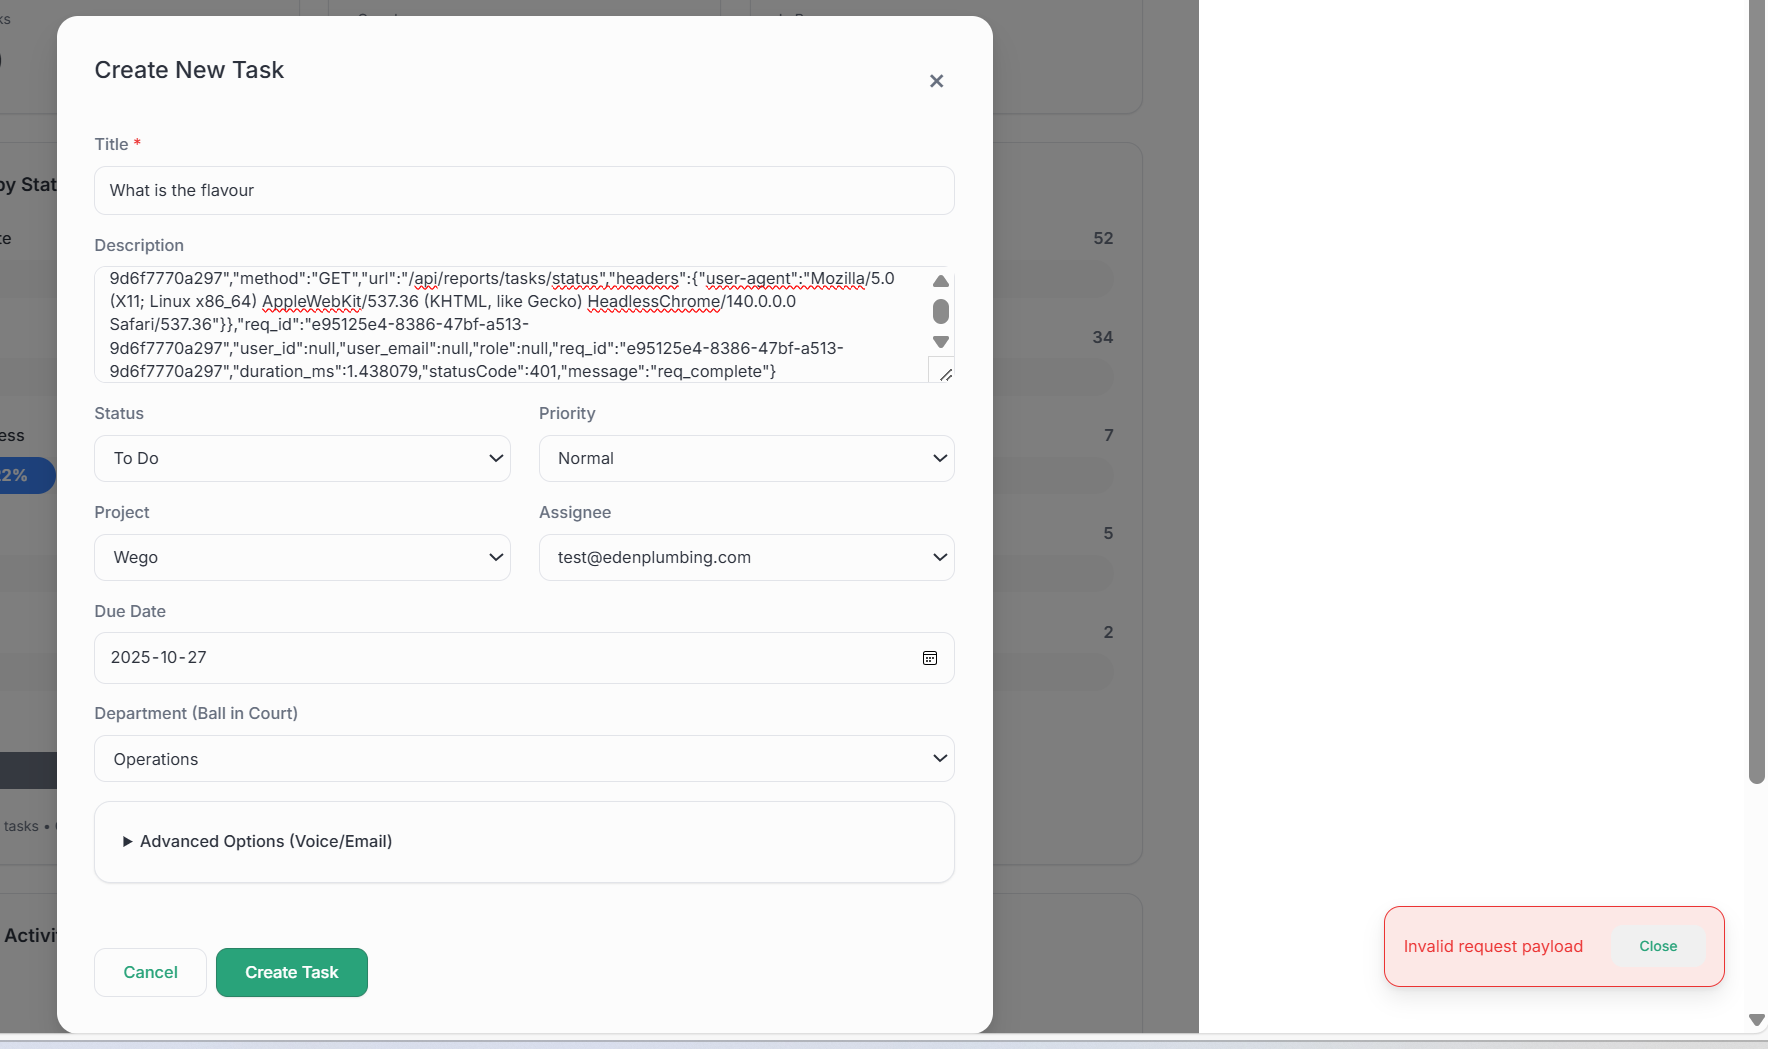 Create New Task
×
Title *
What is the flavour
Description
9d6f7770a297","method":"GET","url":"/api/reports/tasks/status","headers":{"user-agent":"Mozilla/5.0
(X11; Linux x86_64) AppleWebKit/537.36 (KHTML, like Gecko) HeadlessChrome/140.0.0.0
Safari/537.36"}},"req_id":"e95125e4-8386-47bf-a513-
9d6f7770a297","user_id":null,"user_email":null,"role":null,"req_id":"e95125e4-8386-47bf-a513-
9d6f7770a297","duration_ms":1.438079,"statusCode":401,"message":"req_complete"}
Status
Priority
To Do
Normal
Project
Assignee
Wego
test@edenplumbing.com
Due Date
2025-10-27
Department (Ball in Court)
Operations
Advanced Options (Voice/Email)
Cancel
Create Task
52
34
7
5
2
tasks •
Invalid request payload
Close